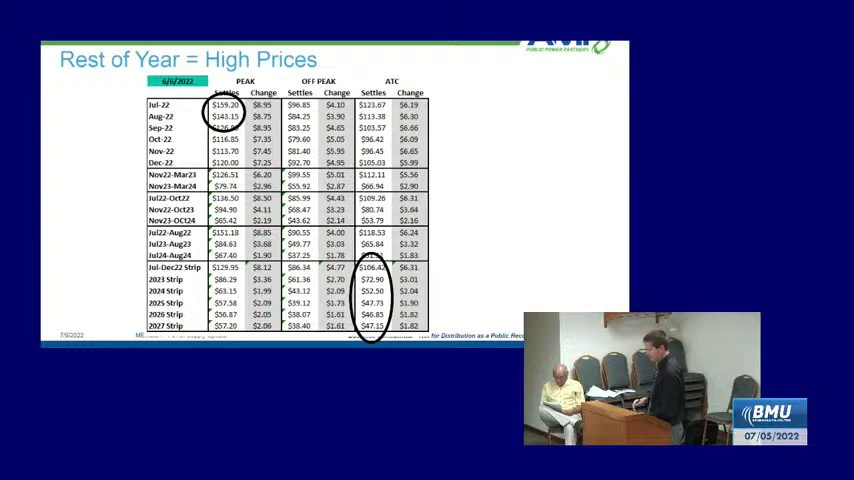 AMP
PUBLIC POWER PARTNERS
Rest of Year = High Prices
6/6/2022 PEAK OFF PEAK ATC
Settles Change Settles Change Settles Change
Jul-22 $159.20 $8.95 $96.85 $4.10 $123.67 $6.19
Aug-22 $143.15 $8.75 $84.25 $3.90 $113.38 $6.30
Sep-22 $8.95 $83.25 $4.65 $103.57 $6.66
Oct-22 $116.85 $7.35 $79.60 $5.05 $96.42 $6.09
Nov-22 $113.70 $7.45 $81.40 $5.95 $96.45 $6.65
Dec-22 $120.00 $7.25 $92.70 $4.95 $105.03 $5.99
Nov22-Mar23 $126.51 $6.20 $99.55 $5.01 $112.11 $5.56
Nov23-Mar24 $79.74 $2.96 $55.92 $2.87 $66.94 $2.90
Jul22-Oct22 $136.50 $8.50 $85.99 $4.43 $109.26 $6.31
Nov22-Oct23 $94.90 $4.11 $68.47 $3.23 $80.74 $3.64
Nov23-OCt24 $65.42 $2.19 $43.62 $2.14 $53.79 $2.16
Jul22-Aug22 $151.18 $8.85 $90.55 $4.00 $118.53 $6.24
Jul23-Aug23 $84.63 $3.68 $49.77 $3.03 $65.84 $3.32
Jul24-Aug24 $67.40 $1.90 $37.25 $1.78 $1.83
Jul-Dec22 Strip $129.95 $8.12 $86.34 $4.77 $106.42 $6.31
2023 Strip $86.29 $3.36 $61.36 $2.70 $72.90 $3.01
2024 Strip $63.15 $1.99 $43.12 $2.09 $52.50 $2.04
2025 Strip $57.58 $2.09 $39.12 $1.73 $47.73 $1.90
2026 Strip $56.87 $2.05 $38.07 $1.61 $46.85 $1.82
2027 Strip $57.20 $2.06 $38.40 $1.61 $47.15 $1.82
7/5/2022 for Distribution as a Public
BMU
07/05/2022